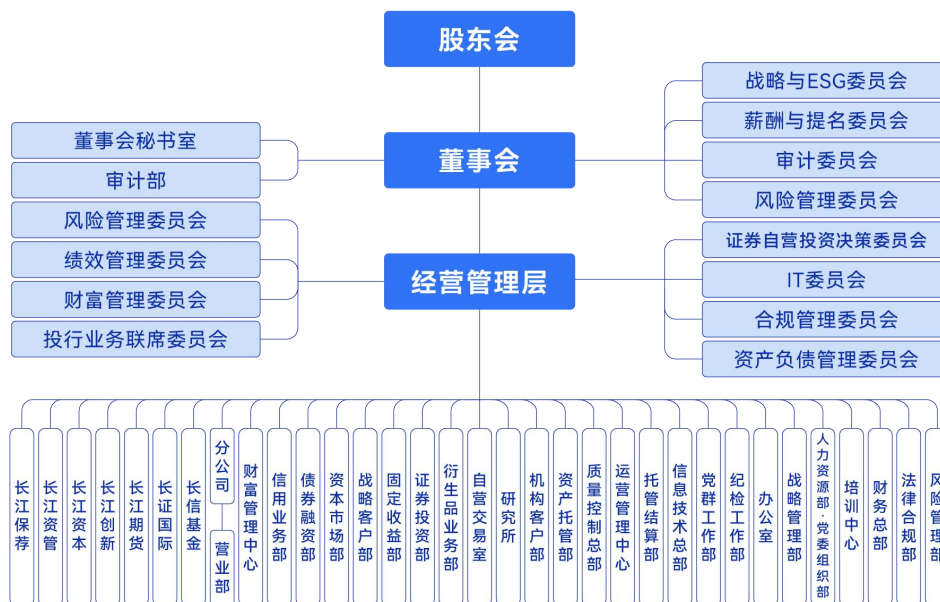 股东会
董事会
经营管理层
董事会秘书室
审计部
风险管理委员会
绩效管理委员会
财富管理委员会
投行业务联席委员会
战略与ESG委员会
薪酬与提名委员会
审计委员会
风险管理委员会
证券自营投资决策委员会
IT委员会
合规管理委员会
资产负债管理委员会
长江保荐
长江资管
长江资本
长江创新
长江期货
长证国际
长信基金
分公司
营业部
财富管理中心
信用业务部
债券融资部
资本市场部
战略客户部
固定收益部
证券投资部
衍生品业务部
自营交易室
研究所
机构客户部
资产托管部
质量控制总部
运营管理中心
托管结算部
信息技术总部
党群工作部
纪检工作部
办公室
战略管理部
人力资源部·党委组织部
培训中心
财务总部
法律合规部
风险管理部